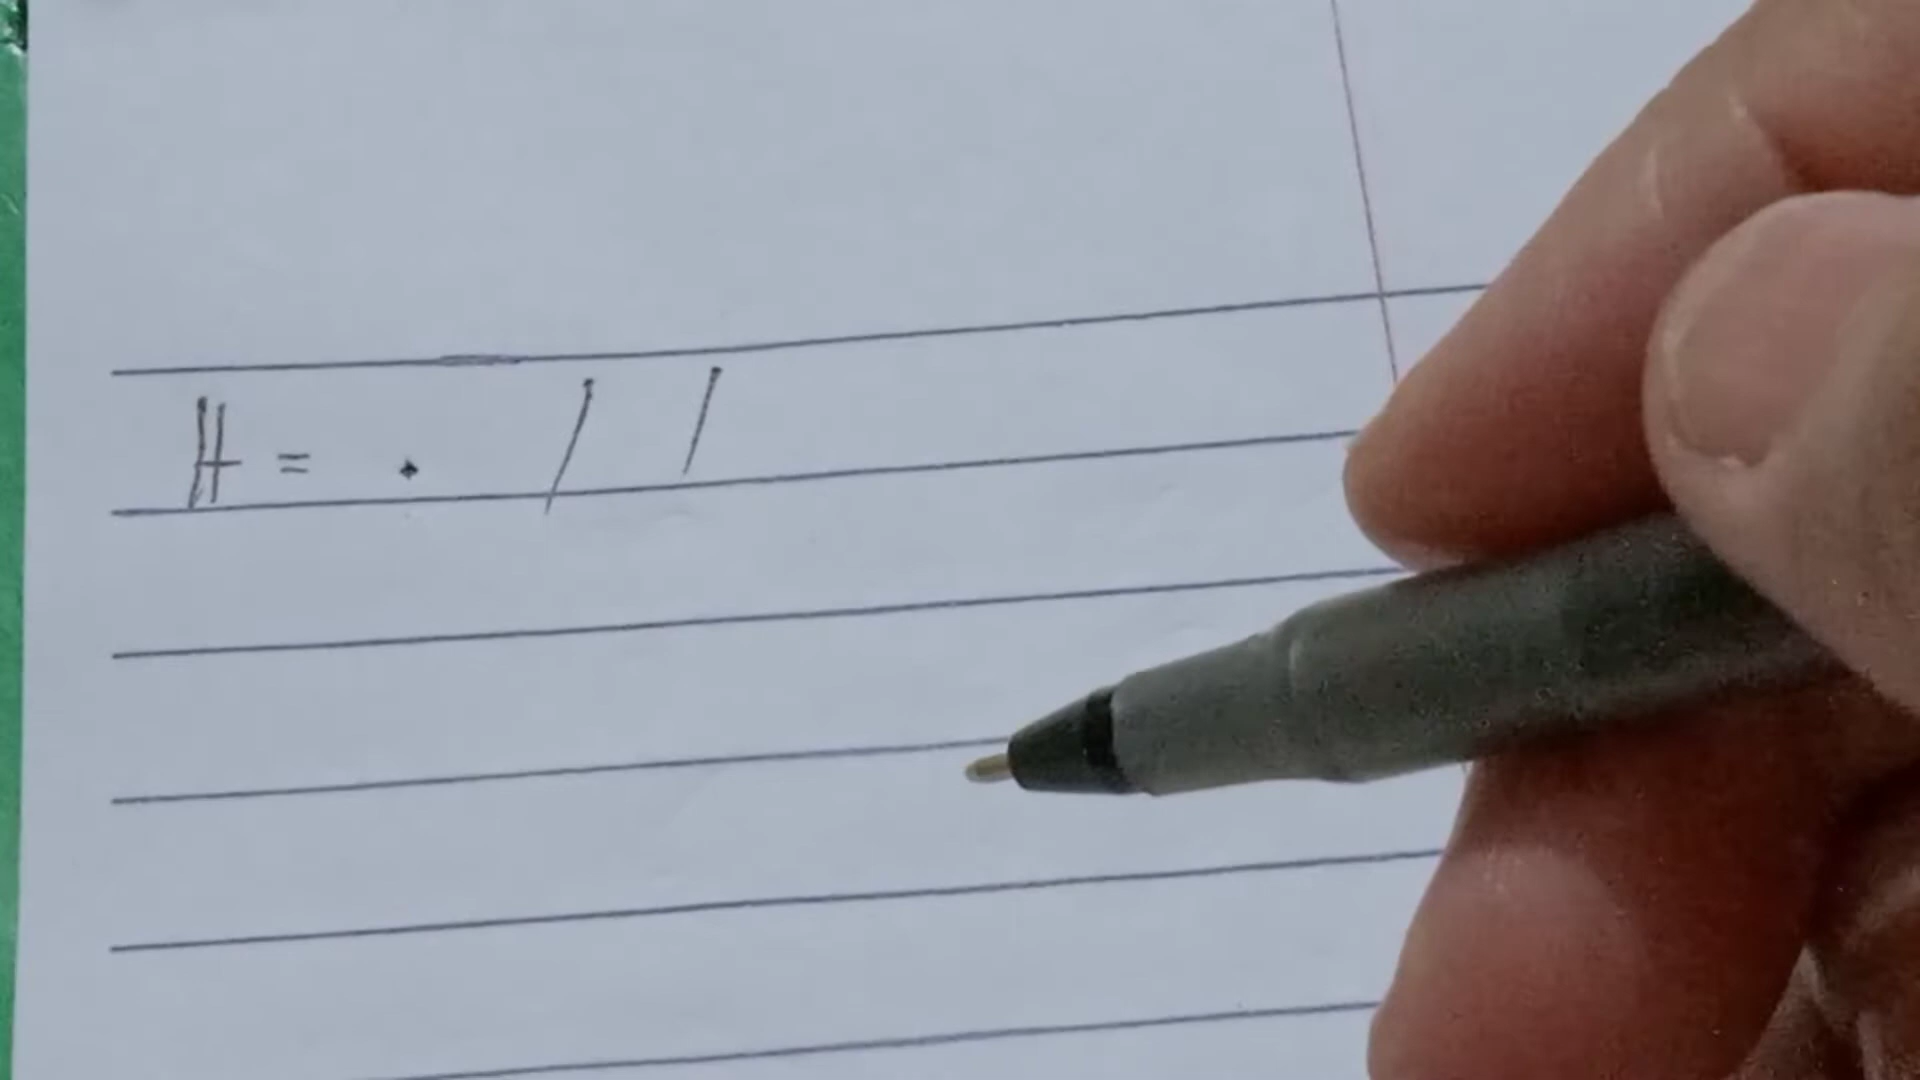 H = . / /